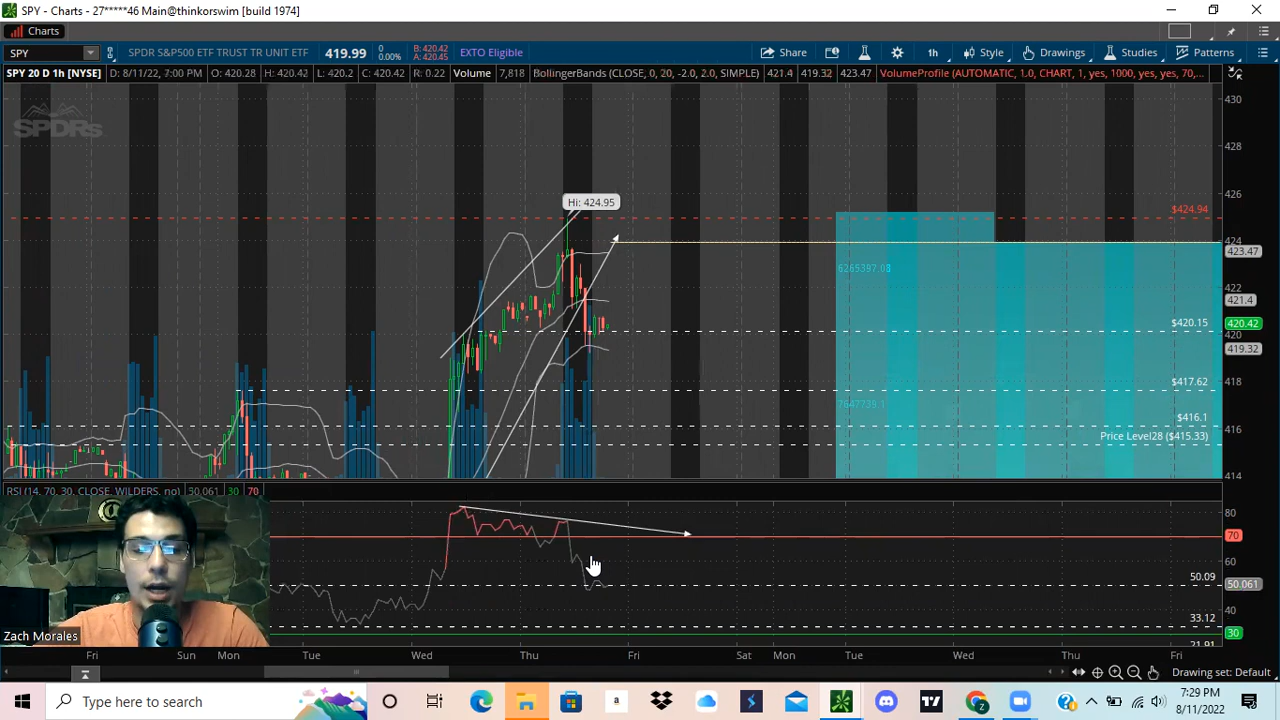 SPY - Charts - 27*****46 Main@thinkorswim [build 1974]
Charts
SPY SPDR S&P500 ETF TRUST TR UNIT ETF 419.99 0 0.00% B: 420.42 A: 420.45 EXTO Eligible Share 1h Style Drawings Studies Patterns
SPY 20 D 1h [NYSE] D: 8/11/22, 7:00 PM O: 420.28 H: 420.42 L: 420.2 C: 420.42 R: 0.22 Volume 7,818 BollingerBands (CLOSE, 0, 20, -2.0, 2.0, SIMPLE) 421.4 419.32 423.47 VolumeProfile (AUTOMATIC, 1.0, CHART, 1, yes, 1000, yes, yes, 70,...
430
SPDRs
428
426
Hi: 424.95
$424.94
424
423.47
6265397.08
422
421.4
$420.15
420.42
420
419.32
418
$417.62
7647739.1
$416.1
416
Price Level28 ($415.33)
414
RSI (14, 70, 30, CLOSE, WILDERS, no) 50.061 30 70
80
70
60
50.09
50.061
40
33.12
30
21.91
Zach Morales
Fri Sun Mon Tue Wed Thu Fri Sat Mon Tue Wed Thu Fri
Drawing set: Default
Type here to search
7:29 PM
8/11/2022